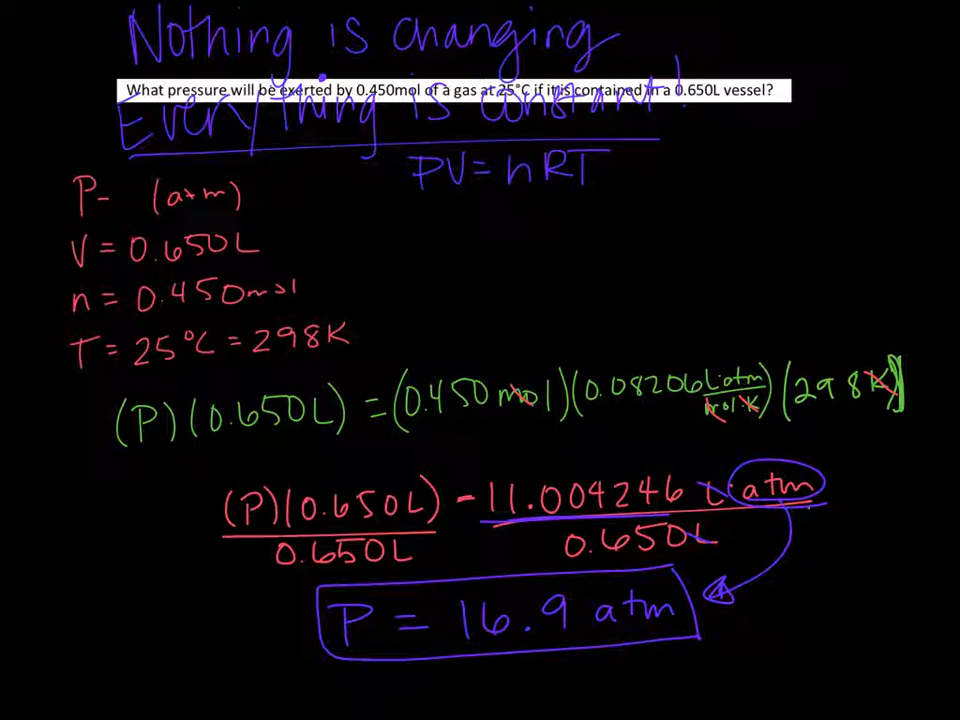 Nothing is changing
What pressure will be exerted by 0.450mol of a gas at 25°C if it is contained in a 0.650L vessel?
Everything is constant!
PV = nRT
P- (atm)
V = 0.650L
n = 0.450mol
T = 25°C = 298K
(P)(0.650L) = (0.450 mol)(0.08206 L·atm/mol·K)(298K)
(P)(0.650L) = 11.004246 L·atm
0.650L 0.650L
P = 16.9 atm